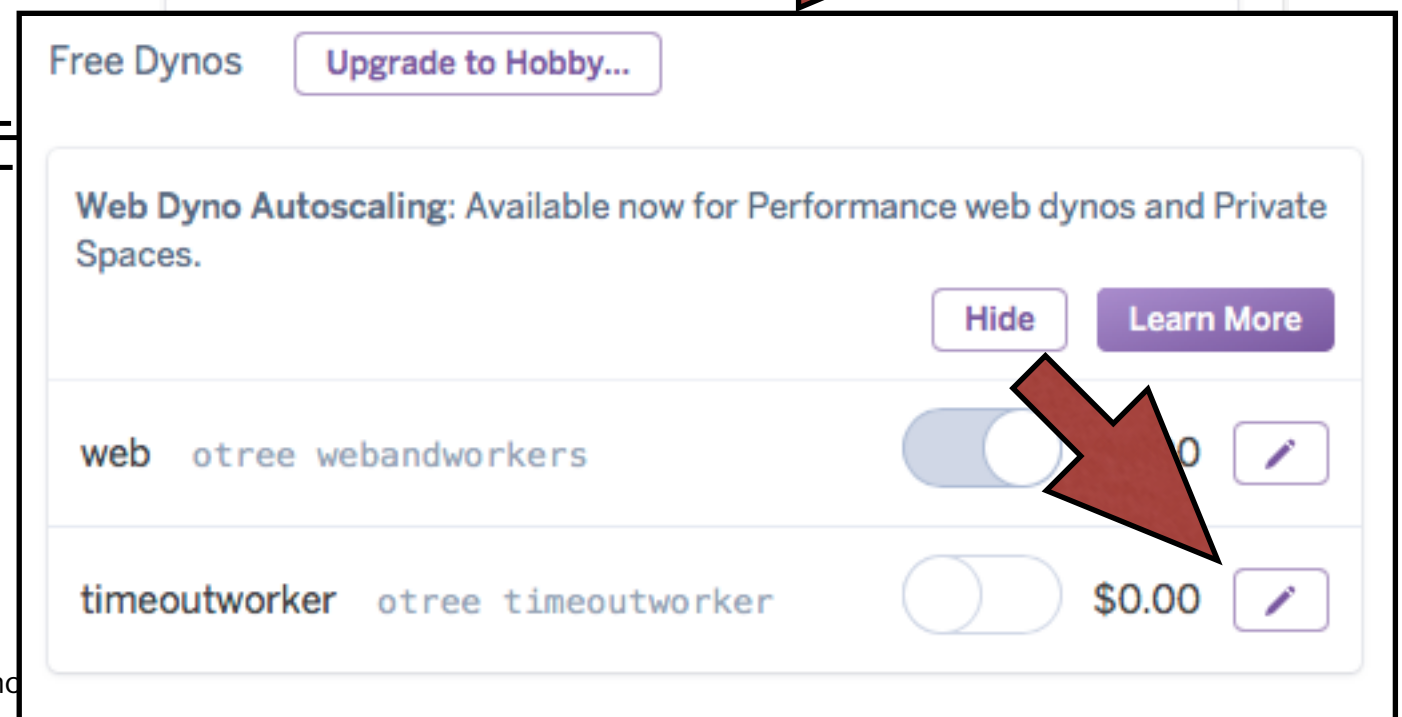 Free Dynos Upgrade to Hobby...
Web Dyno Autoscaling: Available now for Performance web dynos and Private
Spaces.
Hide Learn More
web otree webandworkers
timeoutworker otree timeoutworker $0.00